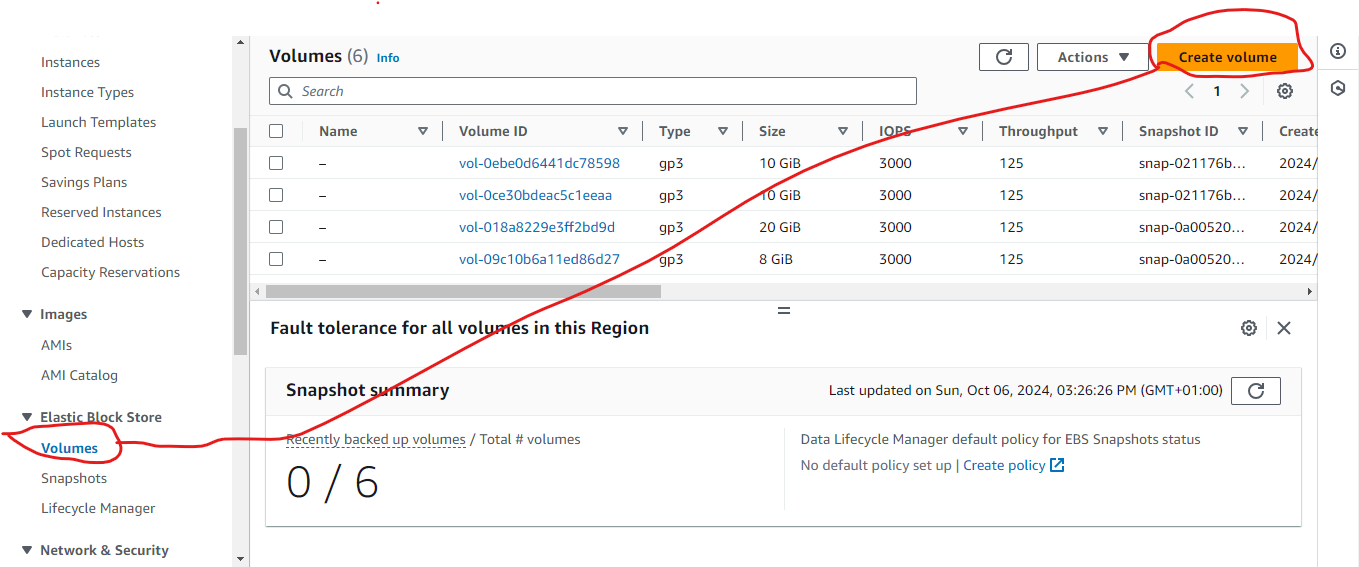 Instances
Instance Types
Launch Templates
Spot Requests
Savings Plans
Reserved Instances
Dedicated Hosts
Capacity Reservations
Images
AMIs
AMI Catalog
Elastic Block Store
Volumes
Snapshots
Lifecycle Manager
Network & Security
Volumes (6) Info
Actions
Create volume
Search
1
Name Volume ID Type Size IOPS Throughput Snapshot ID Create
– vol-0ebe0d6441dc78598 gp3 10 GiB 3000 125 snap-021176b... 2024/
– vol-0ce30bdeac5c1eeaa gp3 10 GiB 3000 125 snap-021176b... 2024/
– vol-018a8229e3ff2bd9d gp3 20 GiB 3000 125 snap-0a00520... 2024/
– vol-09c10b6a11ed86d27 gp3 8 GiB 3000 125 snap-0a00520... 2024/
Fault tolerance for all volumes in this Region
Snapshot summary
Last updated on Sun, Oct 06, 2024, 03:26:26 PM (GMT+01:00)
Recently backed up volumes / Total # volumes
0 / 6
Data Lifecycle Manager default policy for EBS Snapshots status
No default policy set up | Create policy